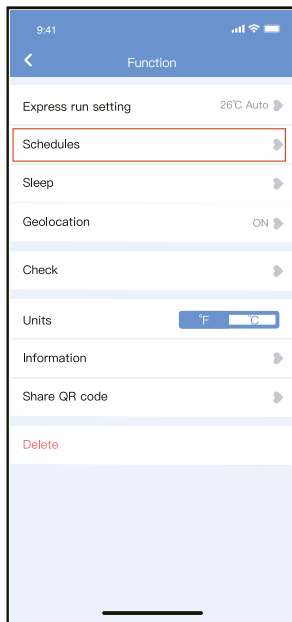 9:41
Function
Express run setting 26℃ Auto
Schedules
Sleep
Geolocation ON
Check
Units °F ℃
Information
Share QR code
Delete